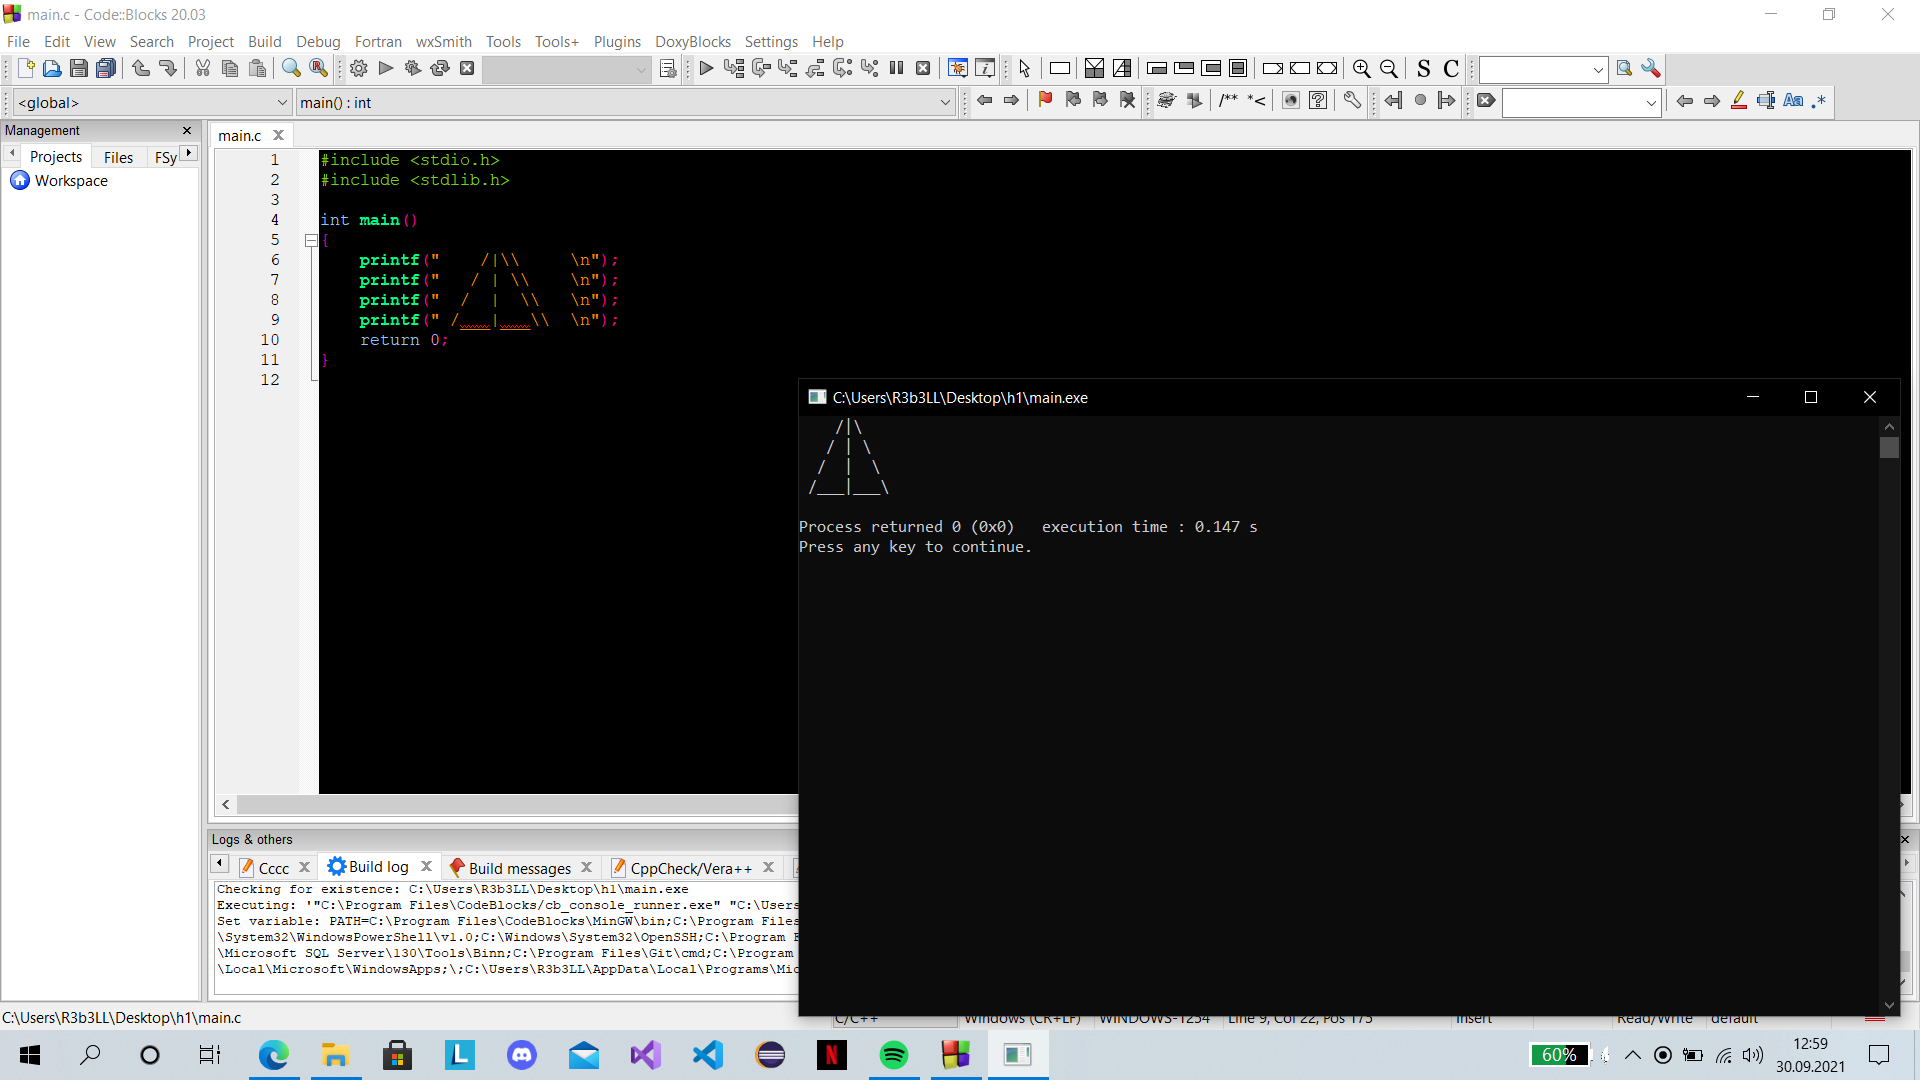 main.c - Code::Blocks 20.03
File Edit View Search Project Build Debug Fortran wxSmith Tools Tools+ Plugins DoxyBlocks Settings Help
S C
<global> main() : int
/** *<
Aa .*
Management
main.c
Projects Files FSy
Workspace
1 #include <stdio.h>
2 #include <stdlib.h>
3
4 int main()
5 {
6     printf("    /|\\     \n");
7     printf("   / | \\    \n");
8     printf("  /  |  \\   \n");
9     printf(" /___|___\\  \n");
10     return 0;
11 }
12
C:\Users\R3b3LL\Desktop\h1\main.exe
    /|\
   / | \
  /  |  \
 /___|___\
Process returned 0 (0x0)   execution time : 0.147 s
Press any key to continue.
Logs & others
Cccc Build log Build messages CppCheck/Vera++
Checking for existence: C:\Users\R3b3LL\Desktop\h1\main.exe
Executing: '"C:\Program Files\CodeBlocks/cb_console_runner.exe" "C:\Users
Set variable: PATH=C:\Program Files\CodeBlocks\MinGW\bin;C:\Program Files
\System32\WindowsPowerShell\v1.0;C:\Windows\System32\OpenSSH;C:\Program F
\Microsoft SQL Server\130\Tools\Binn;C:\Program Files\Git\cmd;C:\Program
\Local\Microsoft\WindowsApps;\;C:\Users\R3b3LL\AppData\Local\Programs\Mic
C:\Users\R3b3LL\Desktop\h1\main.c C/C++ Windows (CR+LF) WINDOWS-1254 Line 9, Col 22, Pos 175 Insert Read/Write default
L N 60% 12:59
30.09.2021